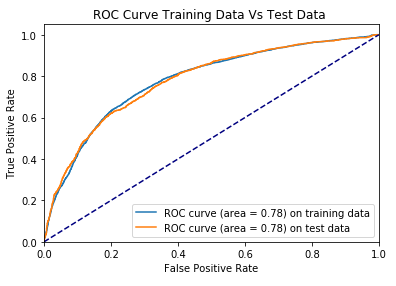 ROC Curve Training Data Vs Test Data
True Positive Rate
1.0
0.8
0.6
0.4
0.2
0.0
ROC curve (area = 0.78) on training data
ROC curve (area = 0.78) on test data
0.0 0.2 0.4 0.6 0.8 1.0
False Positive Rate